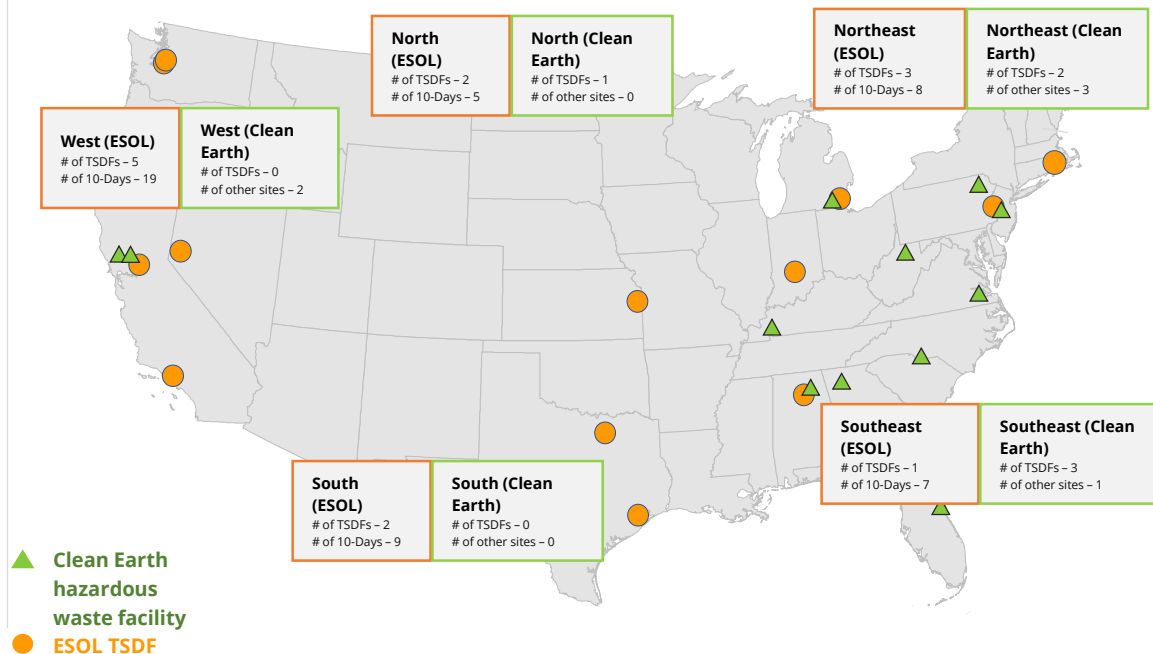 North
(ESOL)
# of TSDFs – 2
# of 10-Days – 5
North (Clean
Earth)
# of TSDFs – 1
# of other sites – 0
Northeast
(ESOL)
# of TSDFs – 3
# of 10-Days – 8
Northeast (Clean
Earth)
# of TSDFs – 2
# of other sites – 3
West (ESOL)
# of TSDFs – 5
# of 10-Days – 19
West (Clean
Earth)
# of TSDFs – 0
# of other sites – 2
Southeast
(ESOL)
# of TSDFs – 1
# of 10-Days – 7
Southeast (Clean
Earth)
# of TSDFs – 3
# of other sites – 1
South
(ESOL)
# of TSDFs – 2
# of 10-Days – 9
South (Clean
Earth)
# of TSDFs – 0
# of other sites – 0
Clean Earth
hazardous
waste facility
ESOL TSDF